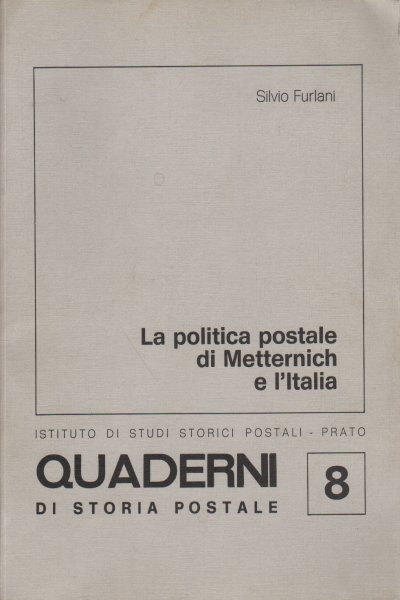 Silvio Furlani
La politica postale
di Metternich
e l'Italia
ISTITUTO DI STUDI STORICI POSTALI - PRATO
QUADERNI
DI STORIA POSTALE
8